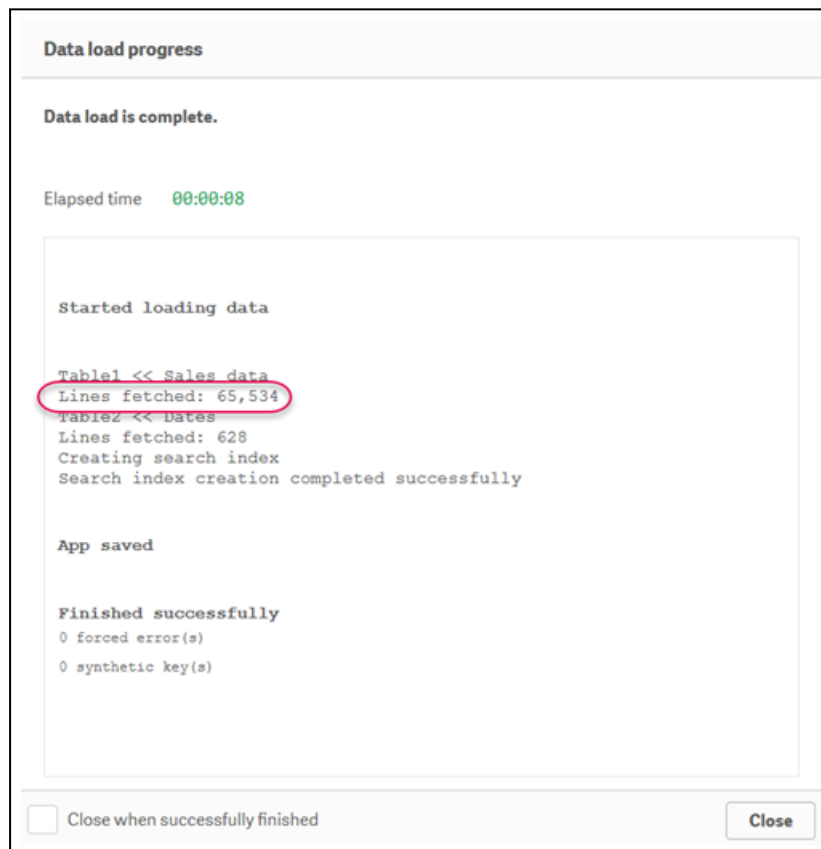 Data load progress
Data load is complete.
Elapsed time 00:00:08
Started loading data
Table1 << Sales data
Lines fetched: 65,534
Table2 << Dates
Lines fetched: 628
Creating search index
Search index creation completed successfully
App saved
Finished successfully
0 forced error(s)
0 synthetic key(s)
Close when successfully finished
Close